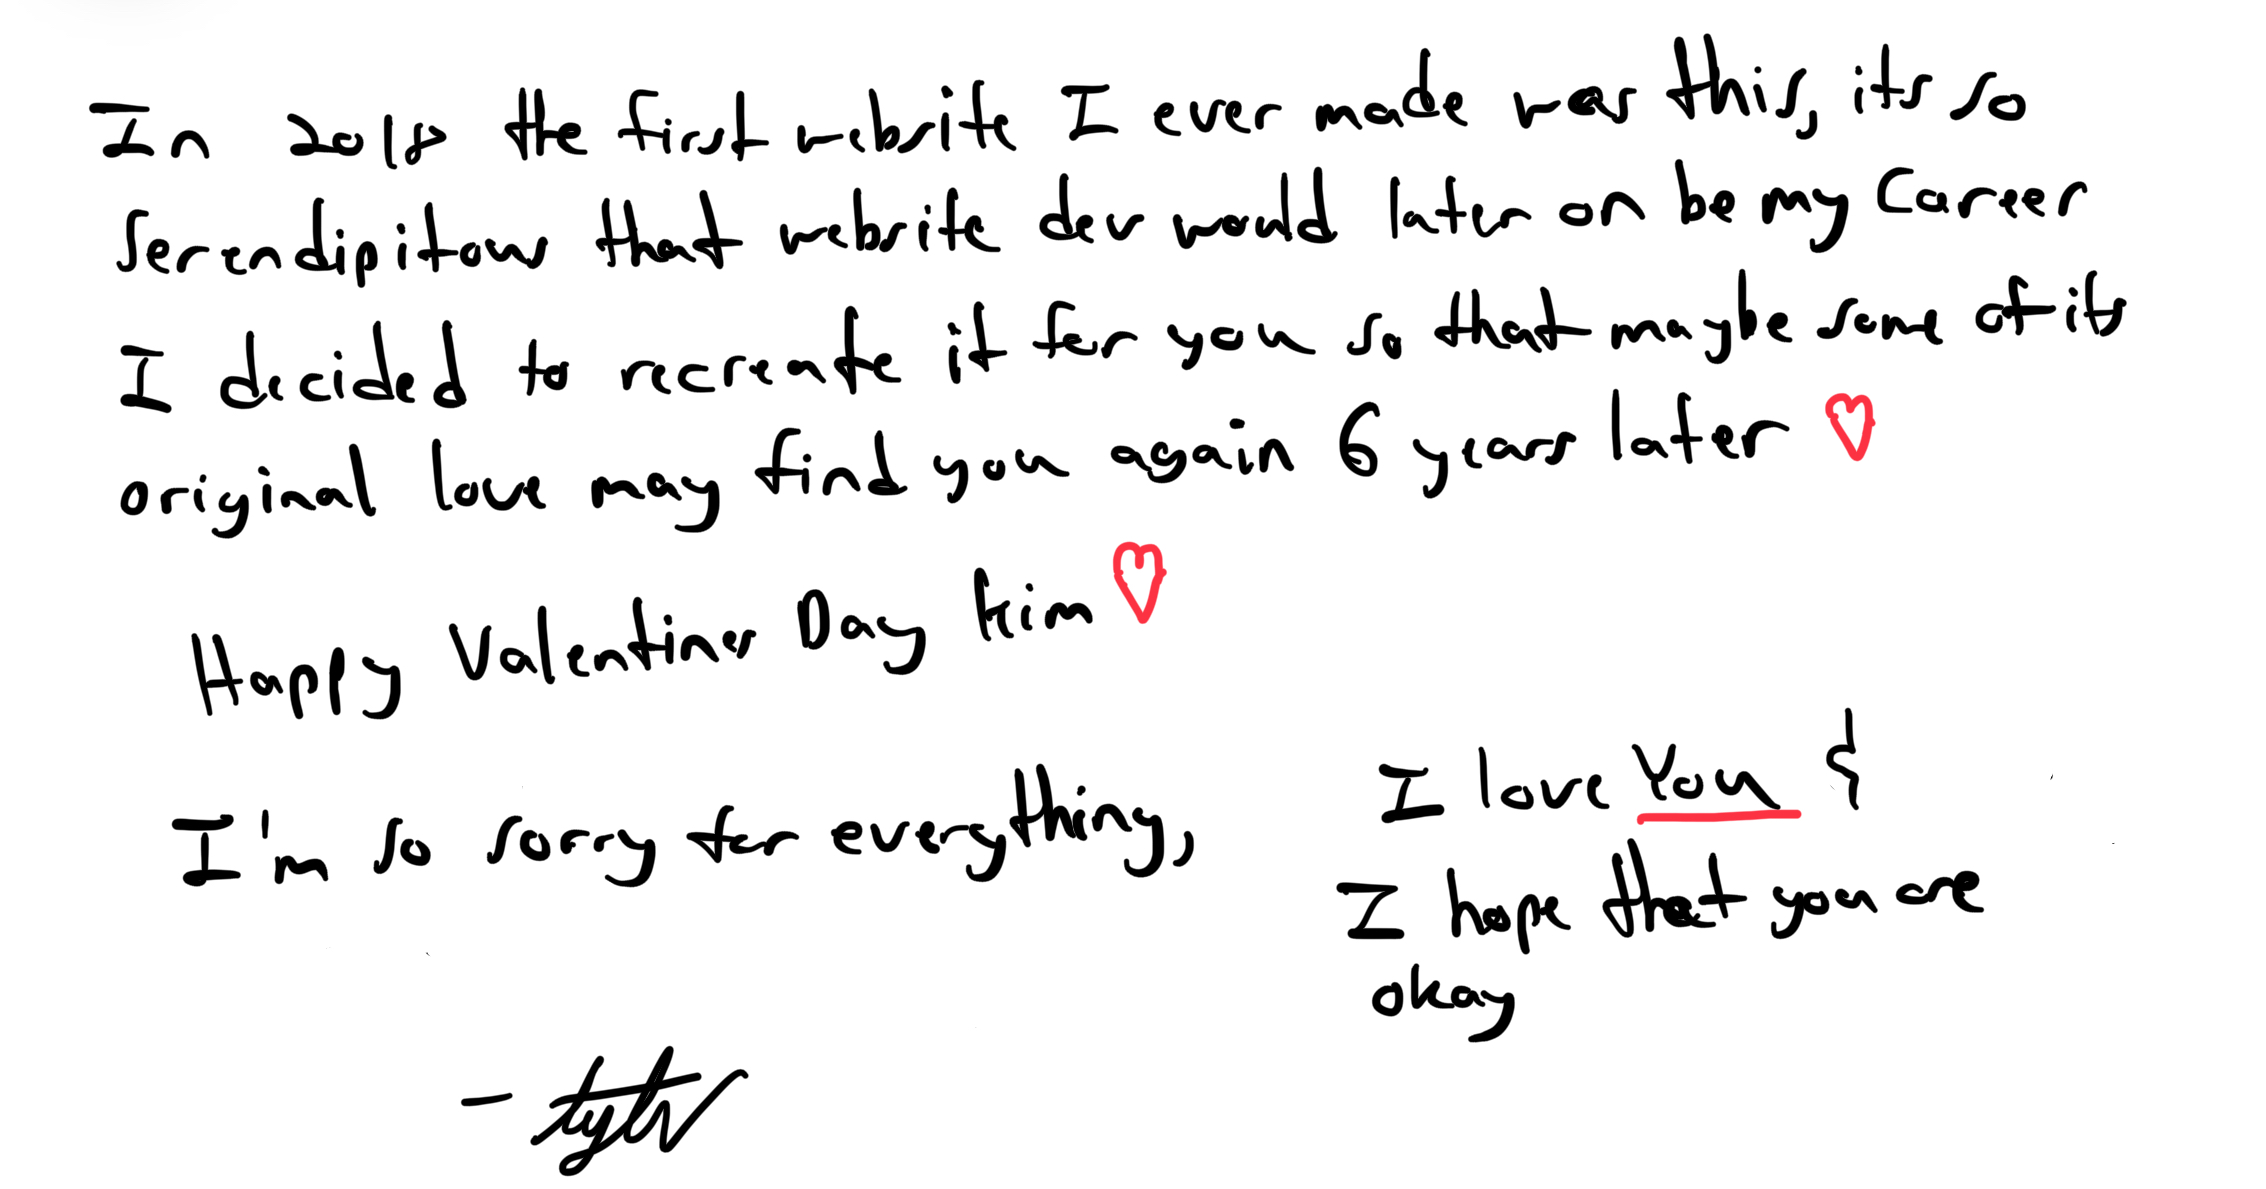 In 2018 the first website I ever made was this, its so
serendipitous that website dev would later on be my career
I decided to recreate it for you so that maybe some of its
original love may find you again 6 years later ♡
Happy Valentines Day Kim ♡
I'm so sorry for everything,
I love You &
I hope that you are
okay
-